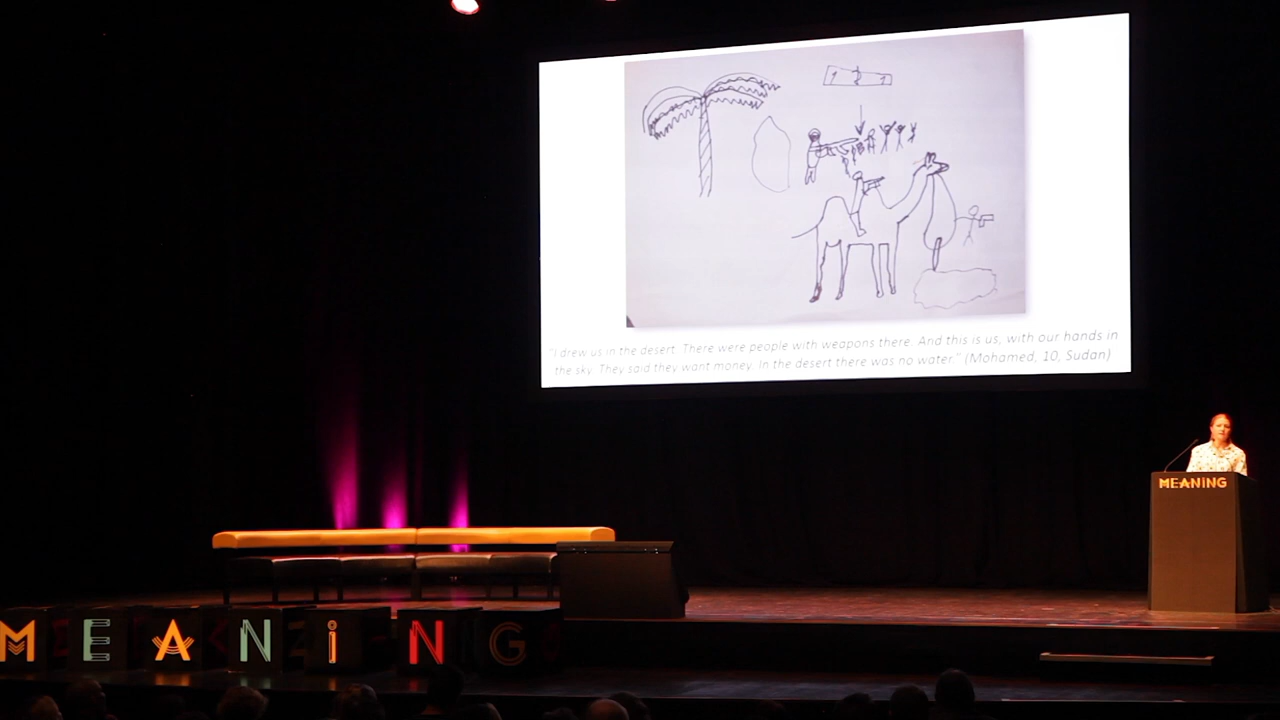 "I drew us in the desert. There were people with weapons there. And this is us, with our hands in
the sky. They said they want money. In the desert there was no water." (Mohamed, 10, Sudan)
MEANiNG
MEANiNG